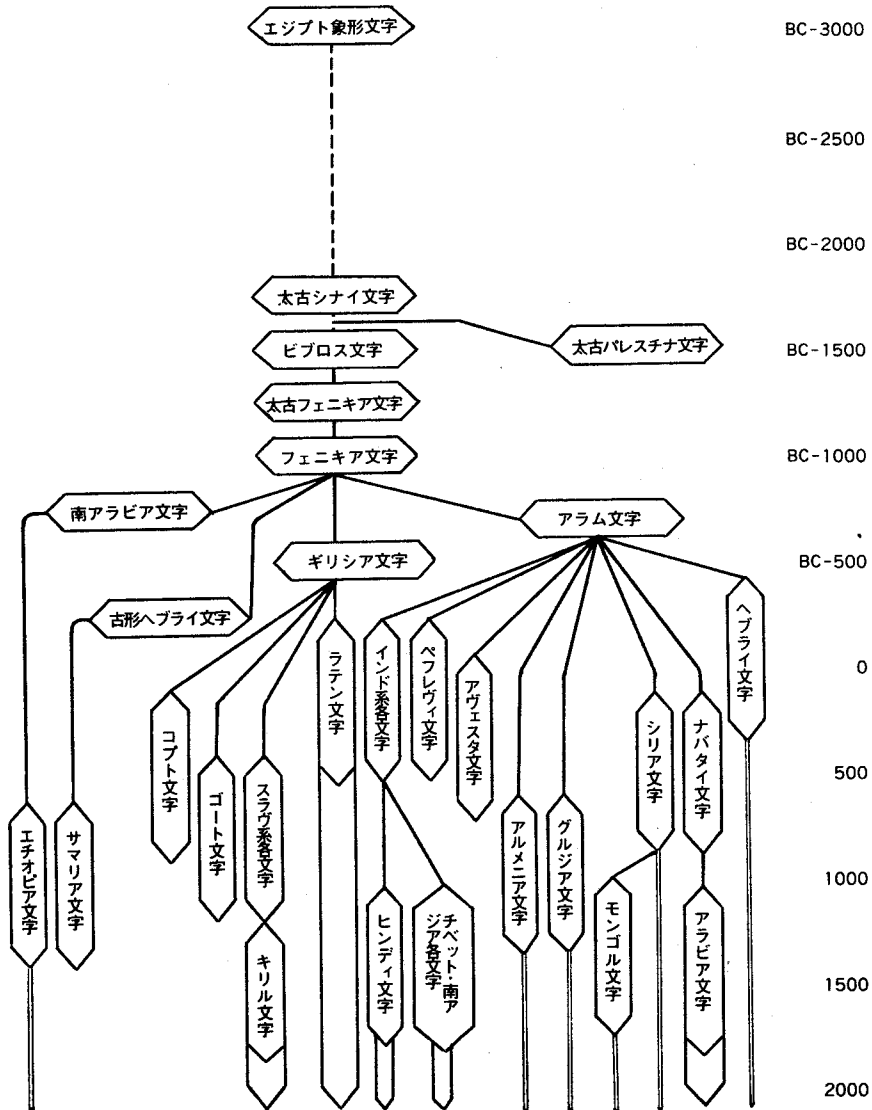 エジプト象形文字
BC-3000
BC-2500
BC-2000
太古シナイ文字
ビブロス文字
太古パレスチナ文字
BC-1500
太古フェニキア文字
フェニキア文字
BC-1000
南アラビア文字
アラム文字
ギリシア文字
BC-500
古形ヘブライ文字
ラテン文字
インド系各文字
ペフレヴィ文字
アヴェスタ文字
ヘブライ文字
0
コプト文字
ゴート文字
スラヴ系各文字
シリア文字
ナバタイ文字
500
エチオピア文字
サマリア文字
アルメニア文字
グルジア文字
1000
キリル文字
ヒンディ文字
チベット・南ア
ジア各文字
モンゴル文字
アラビア文字
1500
2000